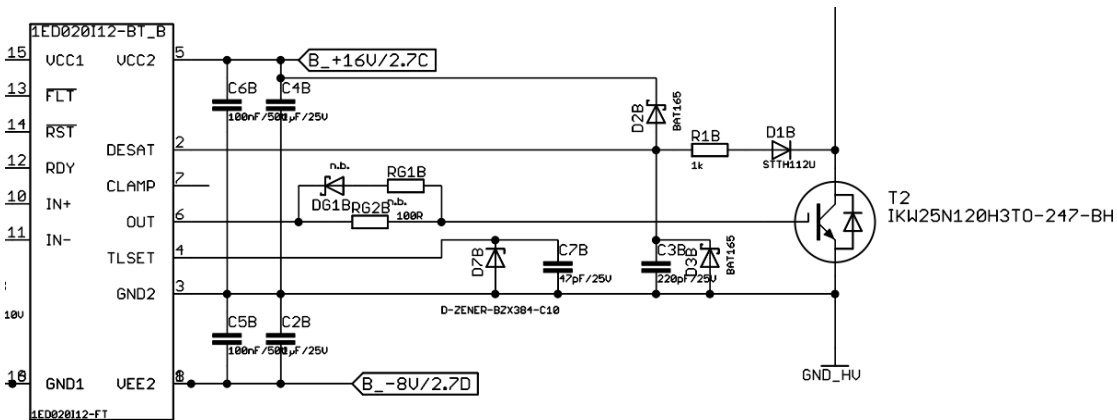 1ED020I12-BT_B
15 VCC1 VCC2 5
B_+16V/2.7C
C6B C4B
13 FLT
100nF/50V 1µF/25V
D2B
BAT165
14 RST
R1B D1B
DESAT 2
1k STTH112U
12 RDY
n.b.
RG1B
CLAMP 7
T2
IKW25N120H3TO-247-BH
10 IN+
DG1B n.b.
RG2B
100R
OUT 6
11 IN-
TLSET 4
D7B C7B C3B D3B
BAT165
47pF/25V 220pF/25V
GND2 3
D-ZENER-BZX384-C10
10V
C5B C2B
100nF/50V 1µF/25V
GND_HV
GND1 VEE2
B_-8V/2.7D
1ED020I12-FT